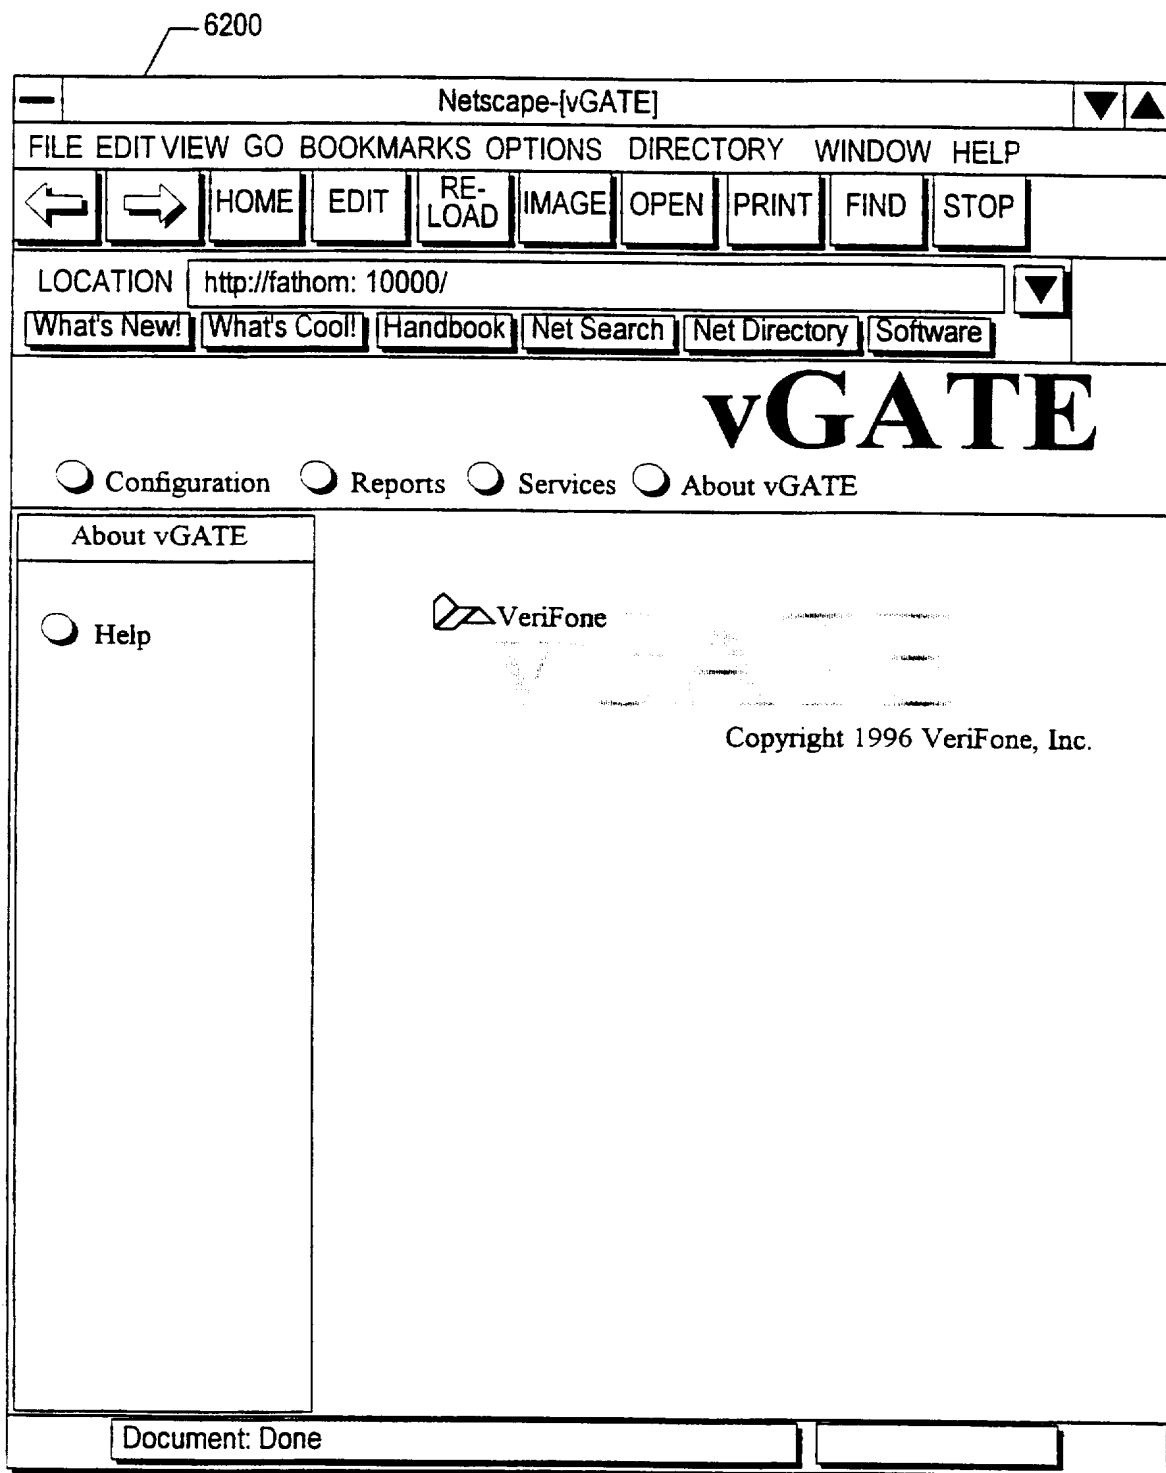 6200
Netscape-[vGATE]
FILE EDIT VIEW GO BOOKMARKS OPTIONS DIRECTORY WINDOW HELP
HOME EDIT RE-LOAD IMAGE OPEN PRINT FIND STOP
LOCATION http://fathom: 10000/
What's New! What's Cool! Handbook Net Search Net Directory Software
vGATE
Configuration Reports Services About vGATE
About vGATE
Help
VeriFone
vGATE
Copyright 1996 VeriFone, Inc.
Document: Done